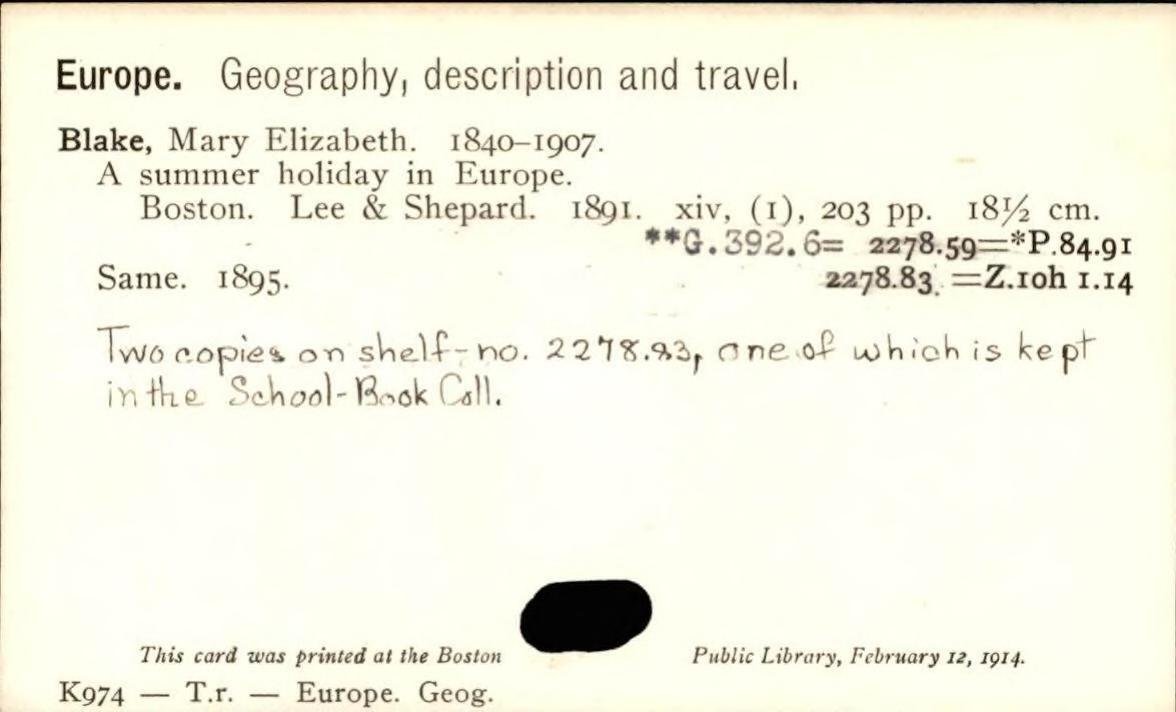 Europe. Geography, description and travel.
Blake, Mary Elizabeth. 1840–1907.
A summer holiday in Europe.
Boston. Lee & Shepard. 1891. xiv, (1), 203 pp. 18½ cm.
**G.392.6= 2278.59=*P.84.91
Same. 1895. 2278.83. =Z.10h 1.14
Two copies on shelf-no. 2278.83, one of which is kept
in the School-Book Coll.
This card was printed at the Boston Public Library, February 12, 1914.
K974 — T.r. — Europe. Geog.